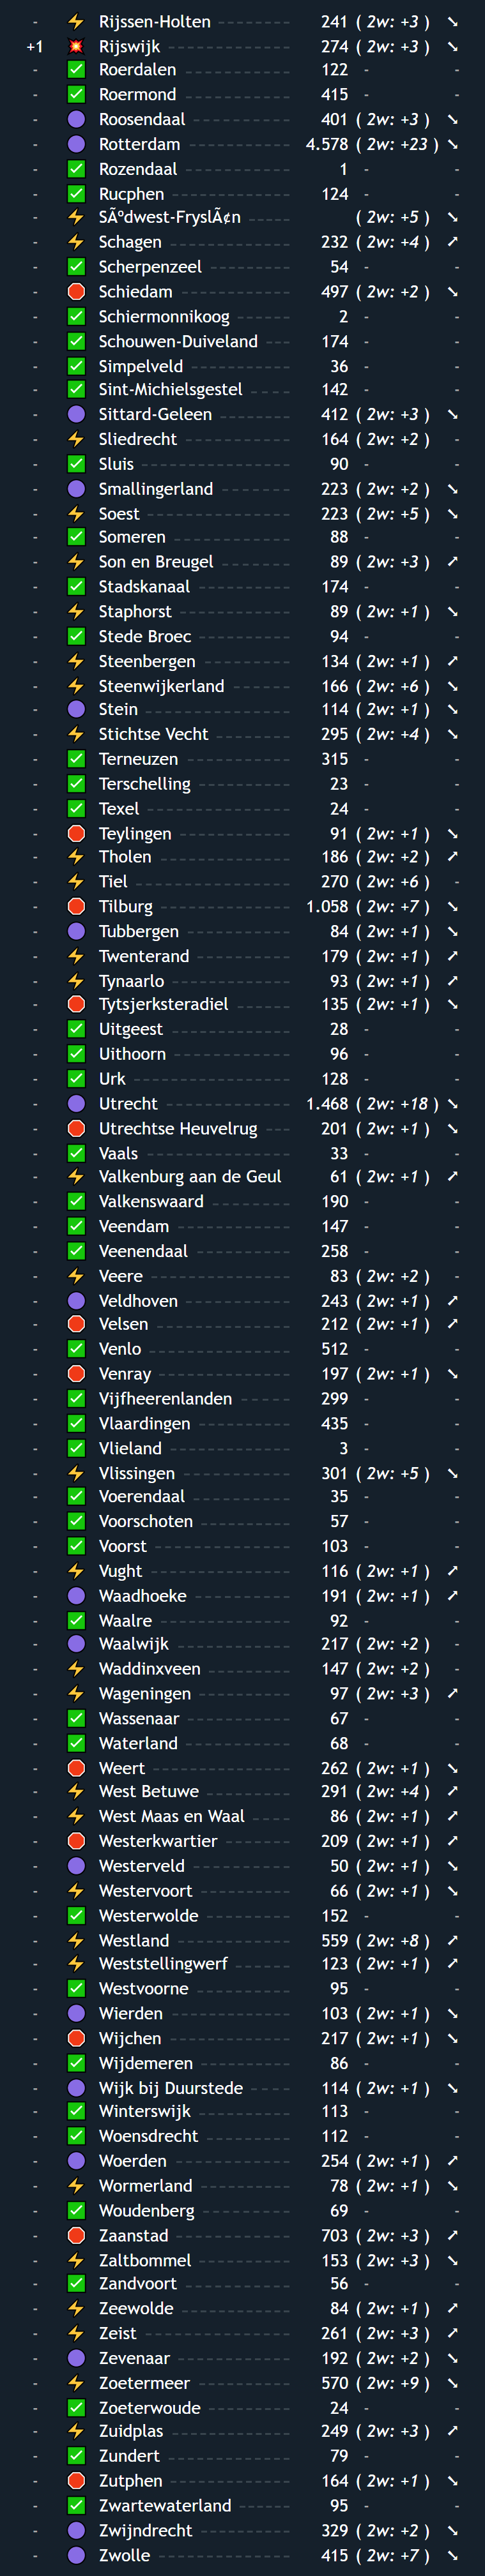 - ⚡ Rijssen-Holten 241 ( 2w: +3 ) ➘
+1 💥 Rijswijk 274 ( 2w: +3 ) ➘
- ✅ Roerdalen 122 - -
- ✅ Roermond 415 - -
- 🟣 Roosendaal 401 ( 2w: +3 ) ➘
- 🟣 Rotterdam 4.578 ( 2w: +23 ) ➘
- ✅ Rozendaal 1 - -
- ✅ Rucphen 124 - -
- ⚡ SÃºdwest-FryslÃ¢n ( 2w: +5 ) ➘
- ⚡ Schagen 232 ( 2w: +4 ) ➚
- ✅ Scherpenzeel 54 - -
- 🛑 Schiedam 497 ( 2w: +2 ) ➘
- ✅ Schiermonnikoog 2 - -
- ✅ Schouwen-Duiveland 174 - -
- ✅ Simpelveld 36 - -
- ✅ Sint-Michielsgestel 142 - -
- 🟣 Sittard-Geleen 412 ( 2w: +3 ) ➘
- ⚡ Sliedrecht 164 ( 2w: +2 ) -
- ✅ Sluis 90 - -
- 🟣 Smallingerland 223 ( 2w: +2 ) ➘
- ⚡ Soest 223 ( 2w: +5 ) ➘
- ✅ Someren 88 - -
- ⚡ Son en Breugel 89 ( 2w: +3 ) ➚
- ✅ Stadskanaal 174 - -
- ⚡ Staphorst 89 ( 2w: +1 ) ➘
- ✅ Stede Broec 94 - -
- ⚡ Steenbergen 134 ( 2w: +1 ) ➚
- ⚡ Steenwijkerland 166 ( 2w: +6 ) ➘
- 🟣 Stein 114 ( 2w: +1 ) ➘
- ⚡ Stichtse Vecht 295 ( 2w: +4 ) ➘
- ✅ Terneuzen 315 - -
- ✅ Terschelling 23 - -
- ✅ Texel 24 - -
- 🛑 Teylingen 91 ( 2w: +1 ) ➘
- ⚡ Tholen 186 ( 2w: +2 ) ➚
- ⚡ Tiel 270 ( 2w: +6 ) -
- 🛑 Tilburg 1.058 ( 2w: +7 ) ➘
- 🟣 Tubbergen 84 ( 2w: +1 ) ➘
- ⚡ Twenterand 179 ( 2w: +1 ) ➚
- ⚡ Tynaarlo 93 ( 2w: +1 ) ➚
- 🛑 Tytsjerksteradiel 135 ( 2w: +1 ) ➘
- ✅ Uitgeest 28 - -
- ✅ Uithoorn 96 - -
- ✅ Urk 128 - -
- 🟣 Utrecht 1.468 ( 2w: +18 ) ➘
- 🛑 Utrechtse Heuvelrug 201 ( 2w: +1 ) ➘
- ✅ Vaals 33 - -
- ⚡ Valkenburg aan de Geul 61 ( 2w: +1 ) ➚
- ✅ Valkenswaard 190 - -
- ✅ Veendam 147 - -
- ✅ Veenendaal 258 - -
- ⚡ Veere 83 ( 2w: +2 ) -
- 🟣 Veldhoven 243 ( 2w: +1 ) ➚
- 🛑 Velsen 212 ( 2w: +1 ) ➚
- ✅ Venlo 512 - -
- 🛑 Venray 197 ( 2w: +1 ) ➘
- ✅ Vijfheerenlanden 299 - -
- ✅ Vlaardingen 435 - -
- ✅ Vlieland 3 - -
- ⚡ Vlissingen 301 ( 2w: +5 ) ➘
- ✅ Voerendaal 35 - -
- ✅ Voorschoten 57 - -
- ✅ Voorst 103 - -
- ⚡ Vught 116 ( 2w: +1 ) ➚
- 🟣 Waadhoeke 191 ( 2w: +1 ) ➚
- ✅ Waalre 92 - -
- 🟣 Waalwijk 217 ( 2w: +2 ) -
- ⚡ Waddinxveen 147 ( 2w: +2 ) -
- ⚡ Wageningen 97 ( 2w: +3 ) ➚
- ✅ Wassenaar 67 - -
- ✅ Waterland 68 - -
- 🛑 Weert 262 ( 2w: +1 ) ➘
- ⚡ West Betuwe 291 ( 2w: +4 ) ➚
- ⚡ West Maas en Waal 86 ( 2w: +1 ) ➚
- 🛑 Westerkwartier 209 ( 2w: +1 ) ➚
- 🟣 Westerveld 50 ( 2w: +1 ) ➘
- ⚡ Westervoort 66 ( 2w: +1 ) ➘
- ✅ Westerwolde 152 - -
- ⚡ Westland 559 ( 2w: +8 ) ➚
- ⚡ Weststellingwerf 123 ( 2w: +1 ) ➚
- ✅ Westvoorne 95 - -
- 🟣 Wierden 103 ( 2w: +1 ) ➘
- 🛑 Wijchen 217 ( 2w: +1 ) ➘
- ✅ Wijdemeren 86 - -
- 🟣 Wijk bij Duurstede 114 ( 2w: +1 ) ➘
- ✅ Winterswijk 113 - -
- ✅ Woensdrecht 112 - -
- 🟣 Woerden 254 ( 2w: +1 ) ➚
- ⚡ Wormerland 78 ( 2w: +1 ) ➘
- ✅ Woudenberg 69 - -
- 🛑 Zaanstad 703 ( 2w: +3 ) ➚
- ⚡ Zaltbommel 153 ( 2w: +3 ) ➘
- ✅ Zandvoort 56 - -
- ⚡ Zeewolde 84 ( 2w: +1 ) ➚
- ⚡ Zeist 261 ( 2w: +3 ) ➚
- 🟣 Zevenaar 192 ( 2w: +2 ) ➘
- ⚡ Zoetermeer 570 ( 2w: +9 ) ➘
- ✅ Zoeterwoude 24 - -
- ⚡ Zuidplas 249 ( 2w: +3 ) ➚
- ✅ Zundert 79 - -
- 🛑 Zutphen 164 ( 2w: +1 ) ➘
- ✅ Zwartewaterland 95 - -
- 🟣 Zwijndrecht 329 ( 2w: +2 ) ➘
- 🟣 Zwolle 415 ( 2w: +7 ) ➘